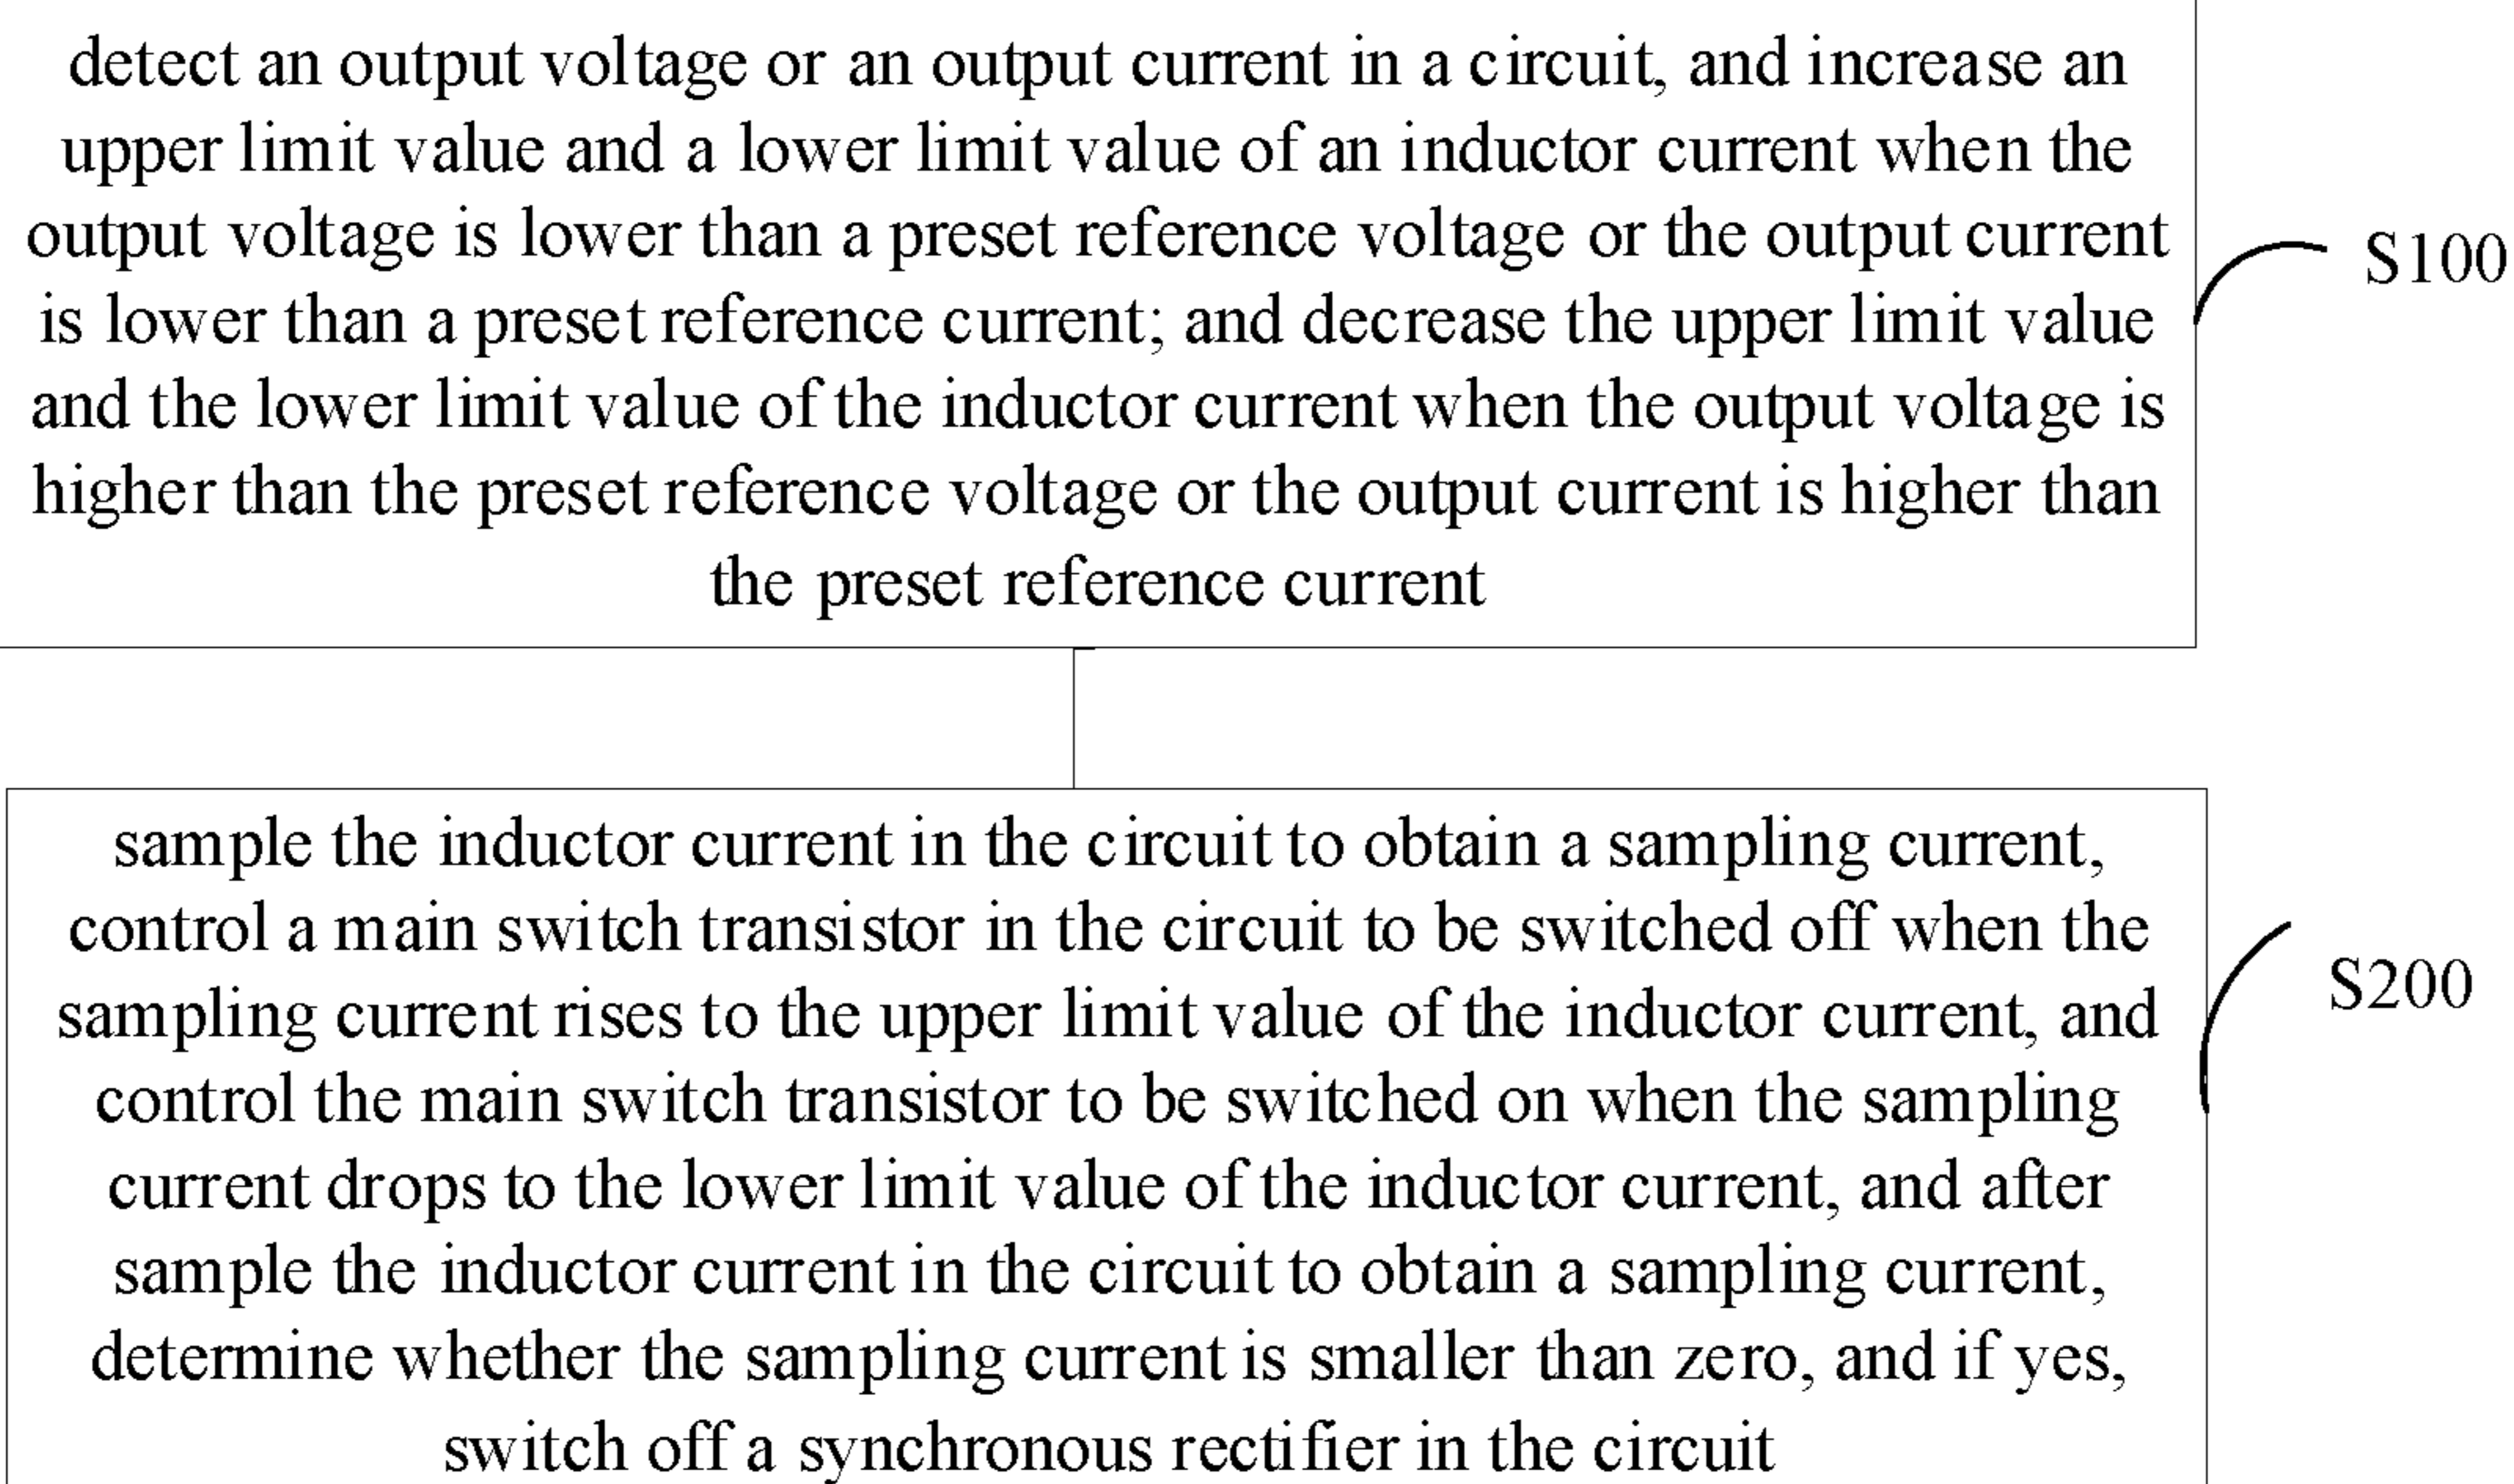 detect an output voltage or an output current in a circuit, and increase an
upper limit value and a lower limit value of an inductor current when the
output voltage is lower than a preset reference voltage or the output current
is lower than a preset reference current; and decrease the upper limit value
and the lower limit value of the inductor current when the output voltage is
higher than the preset reference voltage or the output current is higher than
the preset reference current
S100
sample the inductor current in the circuit to obtain a sampling current,
control a main switch transistor in the circuit to be switched off when the
sampling current rises to the upper limit value of the inductor current, and
control the main switch transistor to be switched on when the sampling
current drops to the lower limit value of the inductor current, and after
sample the inductor current in the circuit to obtain a sampling current,
determine whether the sampling current is smaller than zero, and if yes,
switch off a synchronous rectifier in the circuit
S200